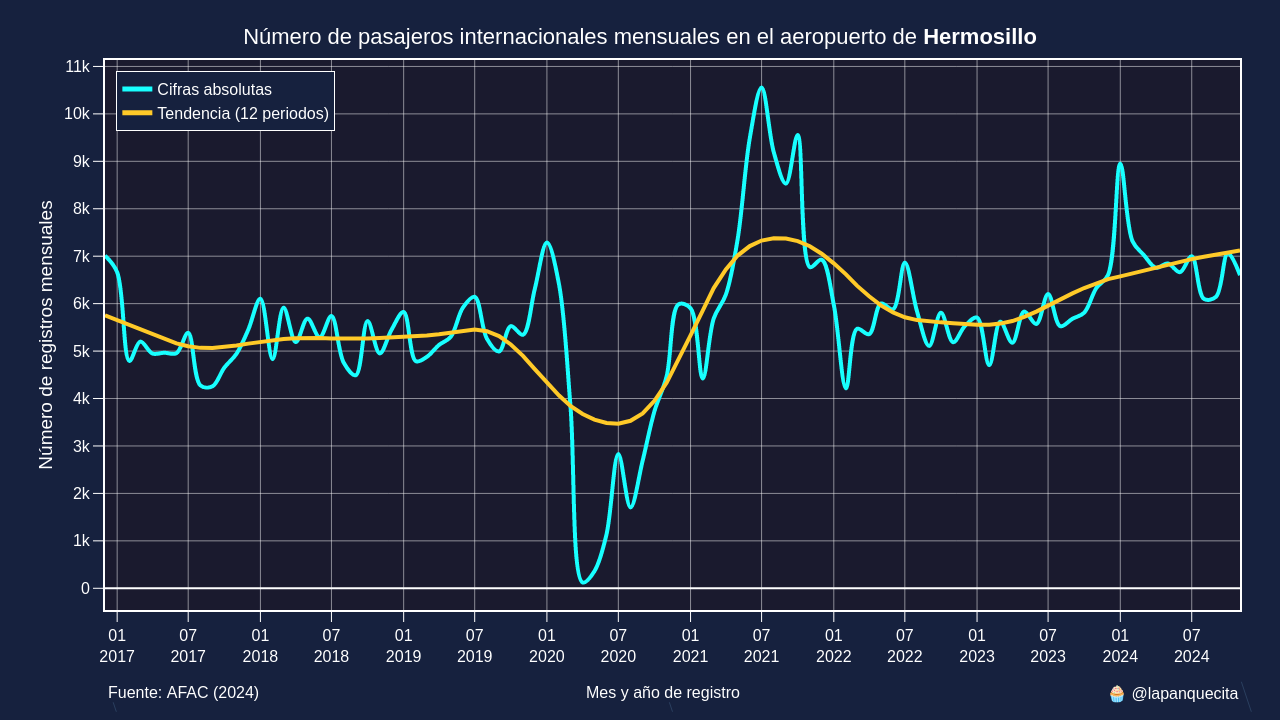 Número de pasajeros internacionales mensuales en el aeropuerto de Hermosillo
Cifras absolutas
Tendencia (12 periodos)
Número de registros mensuales
11k
10k
9k
8k
7k
6k
5k
4k
3k
2k
1k
0
01 07 01 07 01 07 01 07 01 07 01 07 01 07 01 07
2017 2017 2018 2018 2019 2019 2020 2020 2021 2021 2022 2022 2023 2023 2024 2024
Fuente: AFAC (2024) Mes y año de registro 🧁 @lapanquecita